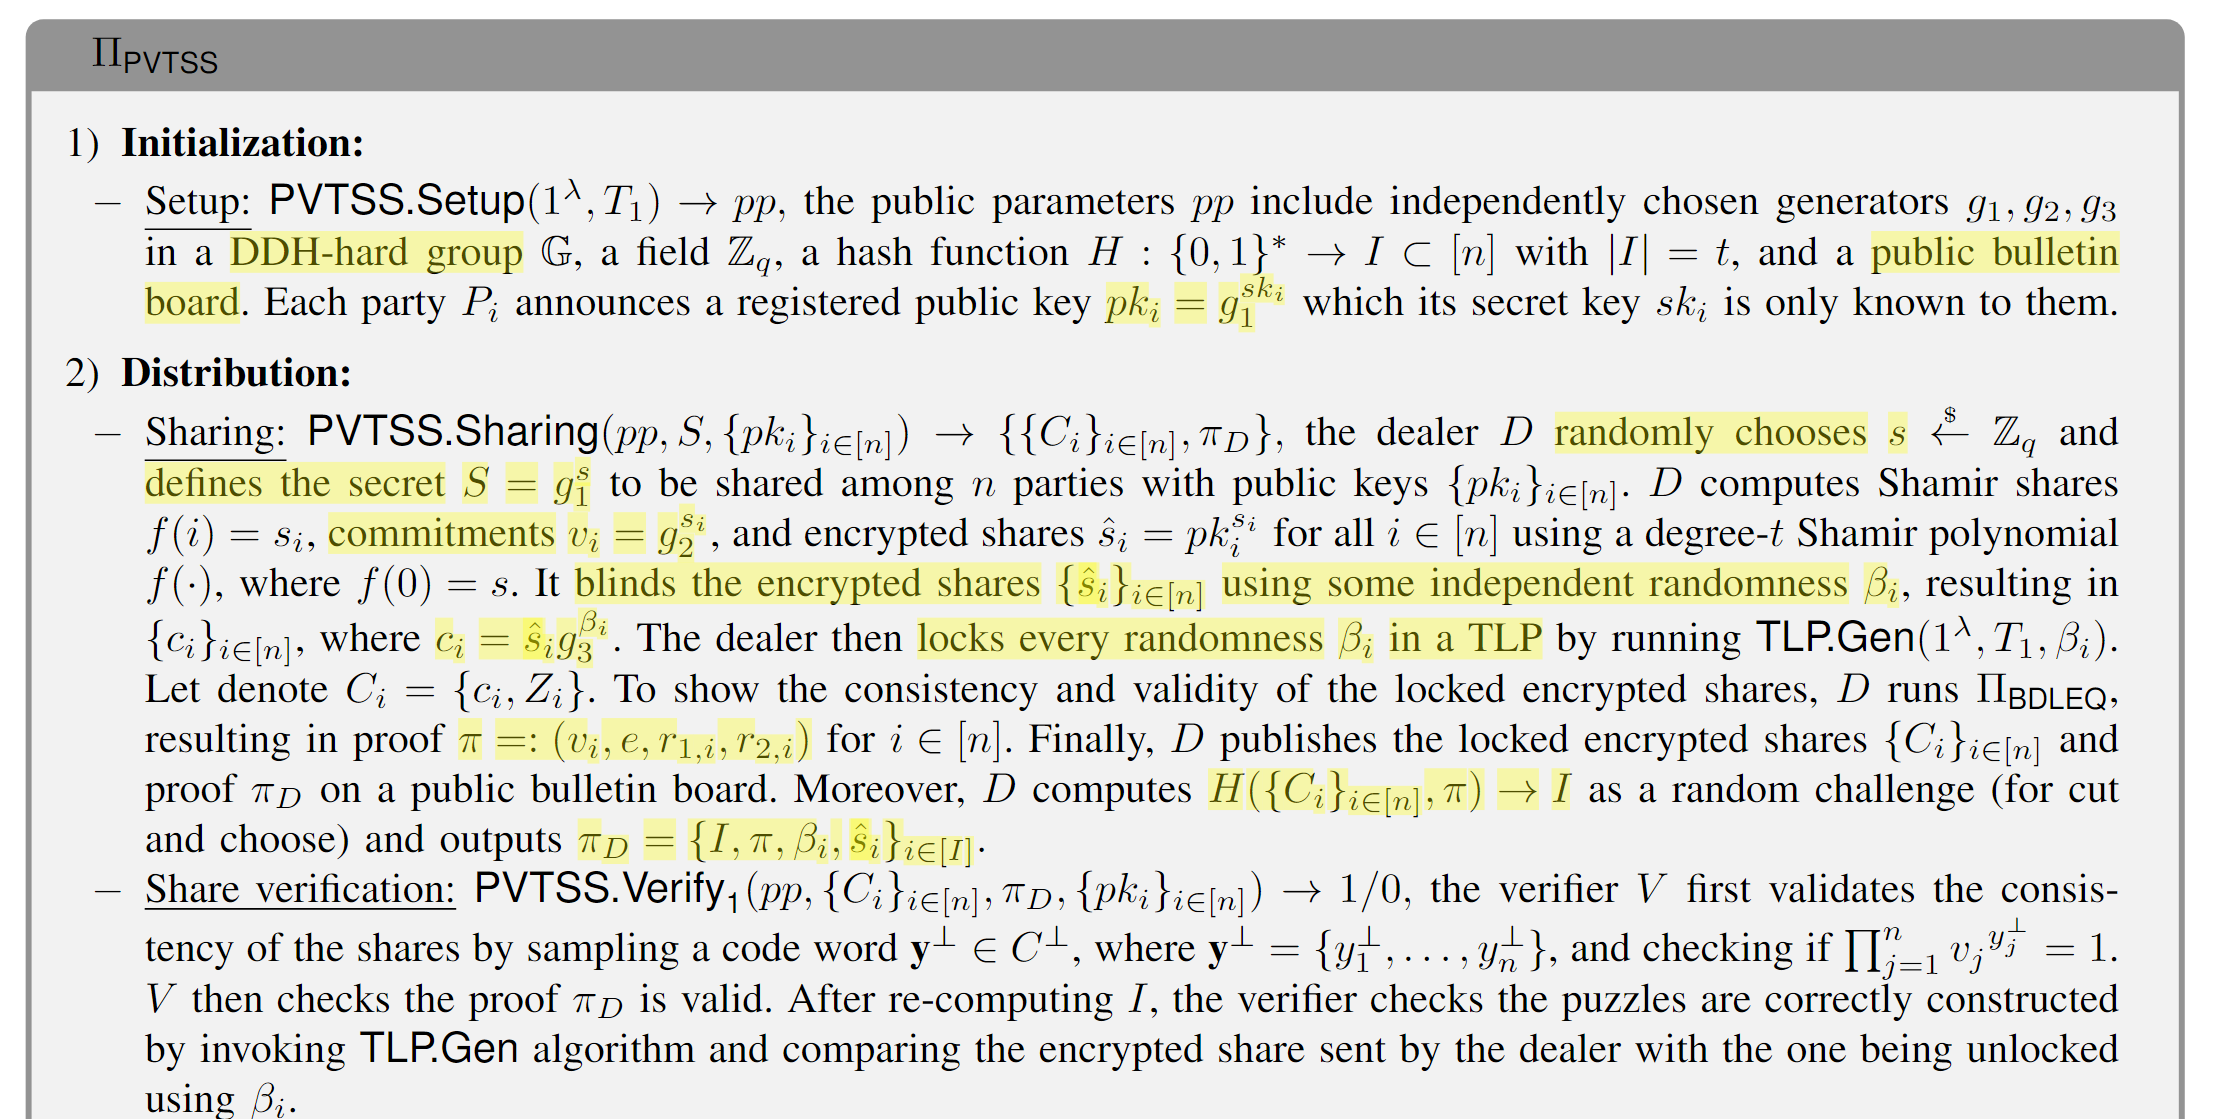 Π_PVTSS
1) Initialization:
– Setup: PVTSS.Setup(1^λ, T_1) → pp, the public parameters pp include independently chosen generators g_1, g_2, g_3
in a DDH-hard group 𝔾, a field ℤ_q, a hash function H : {0, 1}^* → I ⊂ [n] with |I| = t, and a public bulletin
board. Each party P_i announces a registered public key pk_i = g_1^{sk_i} which its secret key sk_i is only known to them.
2) Distribution:
– Sharing: PVTSS.Sharing(pp, S, {pk_i}_{i∈[n]}) → {{C_i}_{i∈[n]}, π_D}, the dealer D randomly chooses s ←^$ ℤ_q and
defines the secret S = g_1^s to be shared among n parties with public keys {pk_i}_{i∈[n]}. D computes Shamir shares
f(i) = s_i, commitments v_i = g_2^{s_i}, and encrypted shares ŝ_i = pk_i^{s_i} for all i ∈ [n] using a degree-t Shamir polynomial
f(·), where f(0) = s. It blinds the encrypted shares {ŝ_i}_{i∈[n]} using some independent randomness β_i, resulting in
{c_i}_{i∈[n]}, where c_i = ŝ_i g_3^{β_i}. The dealer then locks every randomness β_i in a TLP by running TLP.Gen(1^λ, T_1, β_i).
Let denote C_i = {c_i, Z_i}. To show the consistency and validity of the locked encrypted shares, D runs Π_BDLEQ,
resulting in proof π =: (v_i, e, r_{1,i}, r_{2,i}) for i ∈ [n]. Finally, D publishes the locked encrypted shares {C_i}_{i∈[n]} and
proof π_D on a public bulletin board. Moreover, D computes H({C_i}_{i∈[n]}, π) → I as a random challenge (for cut
and choose) and outputs π_D = {I, π, β_i, ŝ_i}_{i∈[I]}.
– Share verification: PVTSS.Verify_1(pp, {C_i}_{i∈[n]}, π_D, {pk_i}_{i∈[n]}) → 1/0, the verifier V first validates the consis-
tency of the shares by sampling a code word y^⊥ ∈ C^⊥, where y^⊥ = {y_1^⊥, . . . , y_n^⊥}, and checking if ∏_{j=1}^n v_j^{y_j^⊥} = 1.
V then checks the proof π_D is valid. After re-computing I, the verifier checks the puzzles are correctly constructed
by invoking TLP.Gen algorithm and comparing the encrypted share sent by the dealer with the one being unlocked
using β_i.